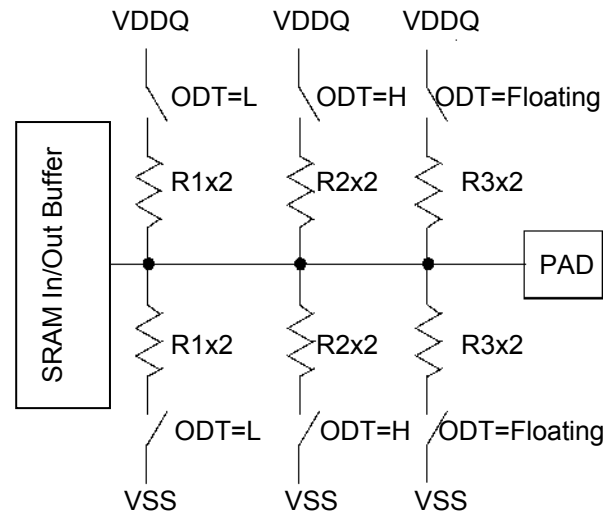 VDDQ VDDQ VDDQ
ODT=L ODT=H ODT=Floating
SRAM In/Out Buffer
R1x2 R2x2 R3x2
PAD
R1x2 R2x2 R3x2
ODT=L ODT=H ODT=Floating
VSS VSS VSS